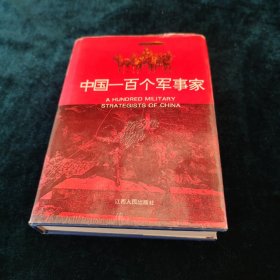 中国一百个军事家
A HUNDRED MILITARY
STRATEGISTS OF CHINA
江西人民出版社